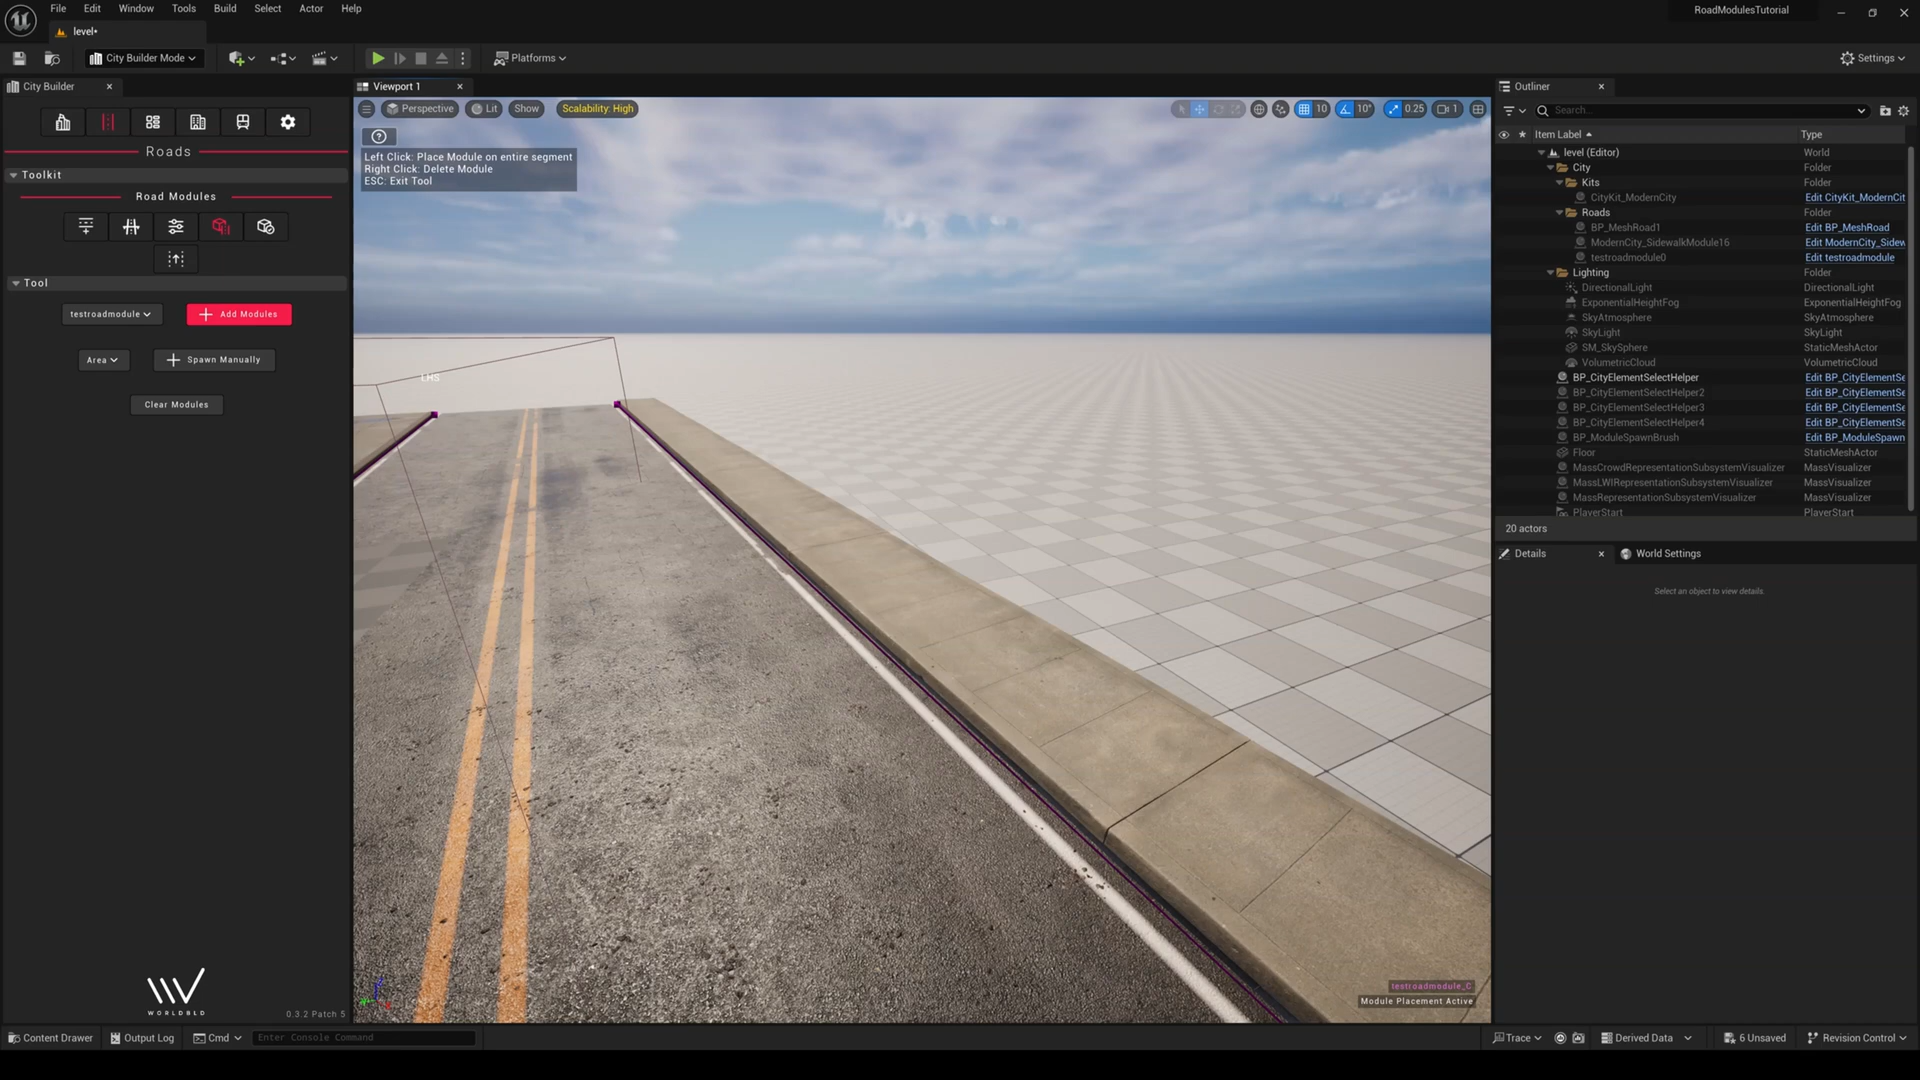 File Edit Window Tools Build Select Actor Help
RoadModulesTutorial
level•
City Builder Mode
Platforms
Settings
City Builder
Viewport 1
Outliner
Perspective
Lit
Show
Scalability: High
10
10°
0.25
1
Search...
Left Click: Place Module on entire segment
Right Click: Delete Module
ESC: Exit Tool
Roads
Toolkit
Road Modules
Tool
testroadmodule
Add Modules
Area
Spawn Manually
Clear Modules
LHS
Item Label
Type
level (Editor) World
City Folder
Kits Folder
CityKit_ModernCity Edit CityKit_ModernCit
Roads Folder
BP_MeshRoad1 Edit BP_MeshRoad
ModernCity_SidewalkModule16 Edit ModernCity_Sidew
testroadmodule0 Edit testroadmodule
Lighting Folder
DirectionalLight DirectionalLight
ExponentialHeightFog ExponentialHeightFog
SkyAtmosphere SkyAtmosphere
SkyLight SkyLight
SM_SkySphere StaticMeshActor
VolumetricCloud VolumetricCloud
BP_CityElementSelectHelper Edit BP_CityElementSe
BP_CityElementSelectHelper2 Edit BP_CityElementSe
BP_CityElementSelectHelper3 Edit BP_CityElementSe
BP_CityElementSelectHelper4 Edit BP_CityElementSe
BP_ModuleSpawnBrush Edit BP_ModuleSpawn
Floor StaticMeshActor
MassCrowdRepresentationSubsystemVisualizer MassVisualizer
MassLWIRepresentationSubsystemVisualizer MassVisualizer
MassRepresentationSubsystemVisualizer MassVisualizer
PlayerStart PlayerStart
20 actors
Details
World Settings
Select an object to view details.
testroadmodule_C
Module Placement Active
WORLDBLD
0.3.2 Patch 5
Content Drawer
Output Log
Cmd
Enter Console Command
Trace
Derived Data
6 Unsaved
Revision Control